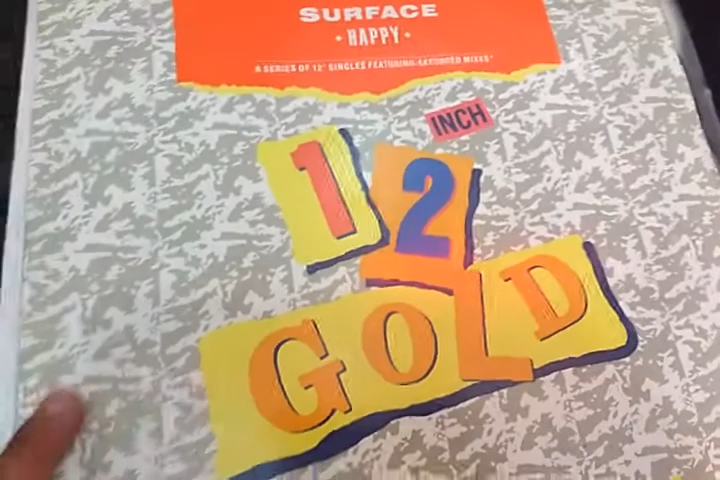 SURFACE
• HAPPY •
A SERIES OF 12" SINGLES FEATURING EXTENDED MIXES*
INCH
12
GOLD